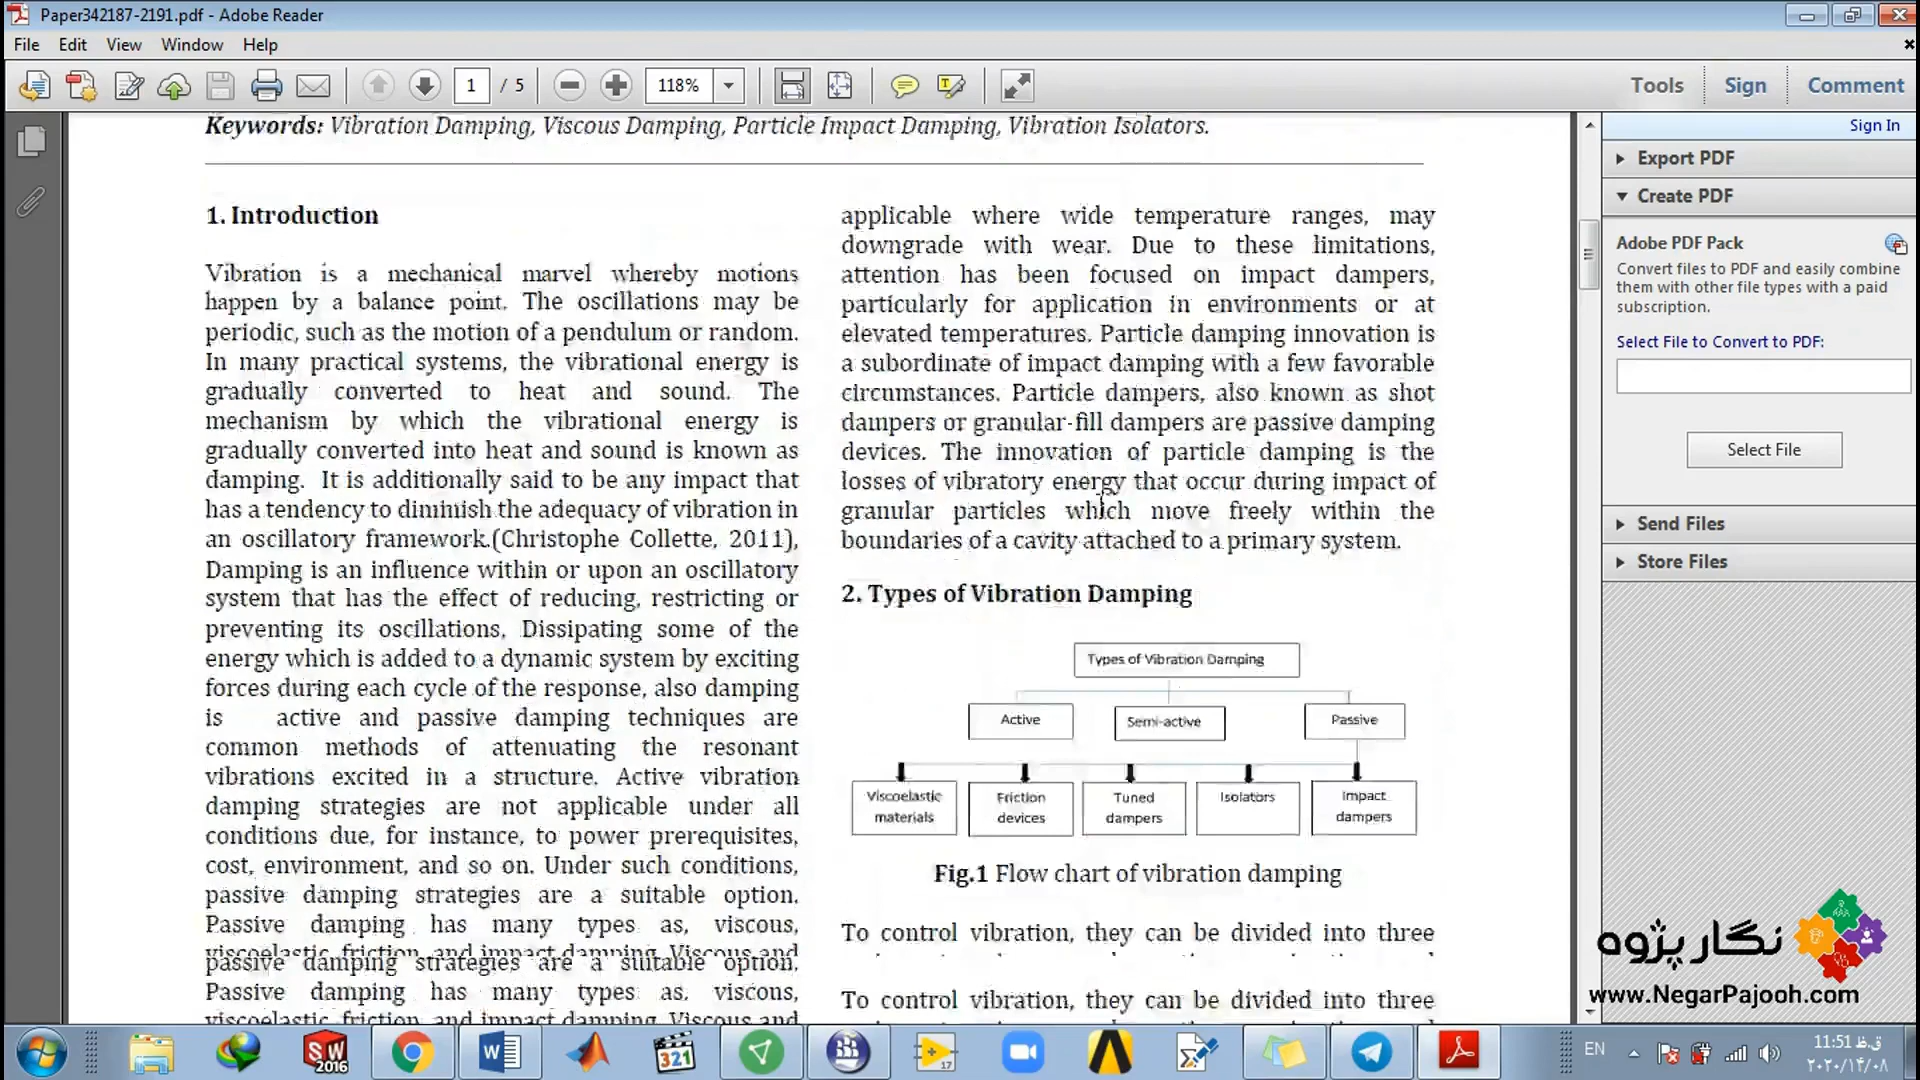 Paper342187-2191.pdf - Adobe Reader
File Edit View Window Help
1 / 5 118% Tools Sign Comment
Keywords: Vibration Damping, Viscous Damping, Particle Impact Damping, Vibration Isolators.
1. Introduction
Vibration is a mechanical marvel whereby motions
happen by a balance point. The oscillations may be
periodic, such as the motion of a pendulum or random.
In many practical systems, the vibrational energy is
gradually converted to heat and sound. The
mechanism by which the vibrational energy is
gradually converted into heat and sound is known as
damping. It is additionally said to be any impact that
has a tendency to diminish the adequacy of vibration in
an oscillatory framework.(Christophe Collette, 2011),
Damping is an influence within or upon an oscillatory
system that has the effect of reducing, restricting or
preventing its oscillations, Dissipating some of the
energy which is added to a dynamic system by exciting
forces during each cycle of the response, also damping
is active and passive damping techniques are
common methods of attenuating the resonant
vibrations excited in a structure. Active vibration
damping strategies are not applicable under all
conditions due, for instance, to power prerequisites,
cost, environment, and so on. Under such conditions,
passive damping strategies are a suitable option.
Passive damping has many types as, viscous,
viscoelastic, friction, and impact damping. Viscous and
passive damping strategies are a suitable option.
Passive damping has many types as, viscous,
viscoelastic, friction, and impact damping. Viscous and
applicable where wide temperature ranges, may
downgrade with wear. Due to these limitations,
attention has been focused on impact dampers,
particularly for application in environments or at
elevated temperatures. Particle damping innovation is
a subordinate of impact damping with a few favorable
circumstances. Particle dampers, also known as shot
dampers or granular-fill dampers are passive damping
devices. The innovation of particle damping is the
losses of vibratory energy that occur during impact of
granular particles which move freely within the
boundaries of a cavity attached to a primary system.
2. Types of Vibration Damping
Types of Vibration Damping
Active Semi-active Passive
Viscoelastic materials
Friction devices
Tuned dampers
Isolators
Impact dampers
Fig.1 Flow chart of vibration damping
To control vibration, they can be divided into three
To control vibration, they can be divided into three
Sign In
Export PDF
Create PDF
Adobe PDF Pack
Convert files to PDF and easily combine
them with other file types with a paid
subscription.
Select File to Convert to PDF:
Select File
Send Files
Store Files
نگار پژوه
www.NegarPajooh.com
SW 2016
321
17
EN
11:51 ق.ظ
۲۰۲۰/۱۴/۰۸